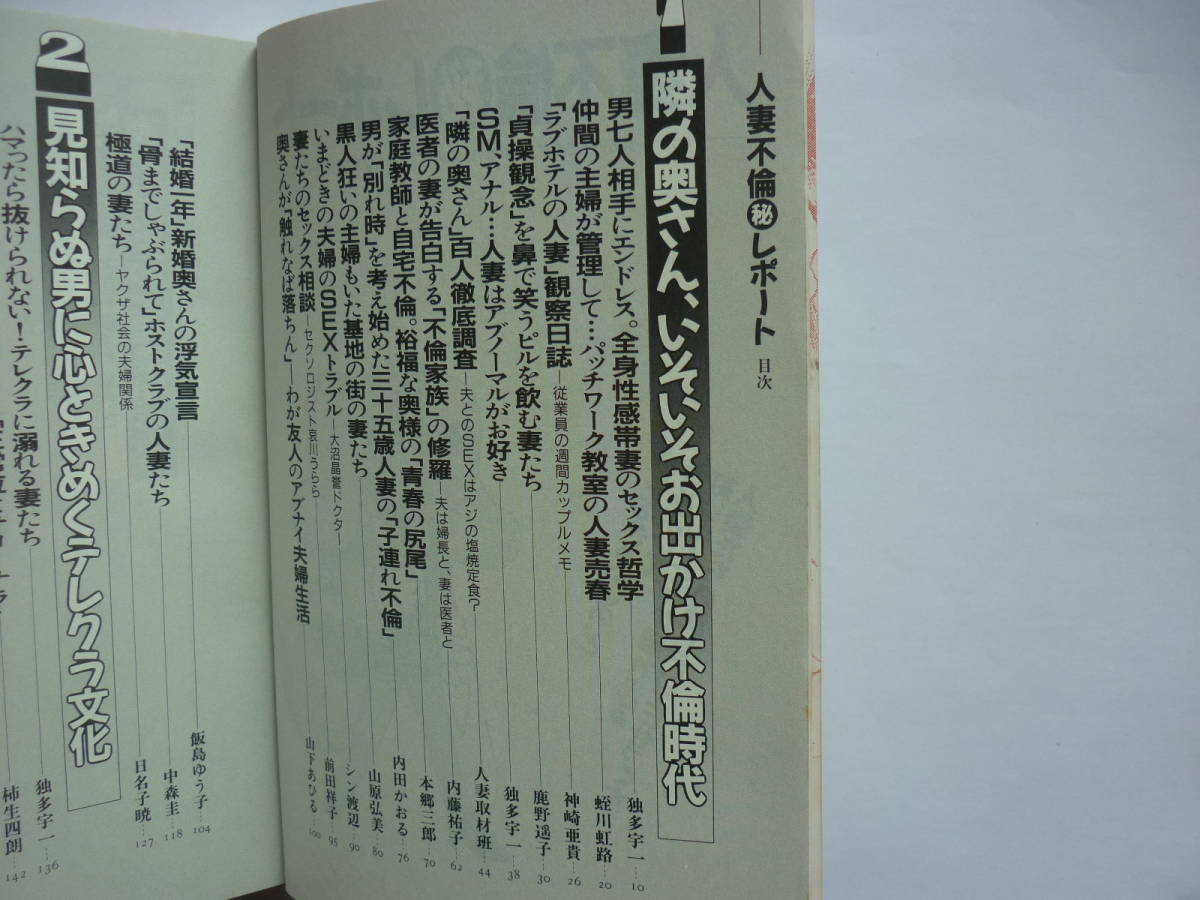 人妻不倫㊙レポート 目次
1 隣の奥さん、いそいそお出かけ不倫時代
男七人相手にエンドレス。全身性感帯妻のセックス哲学 独多宇一 10
仲間の主婦が管理して…パッチワーク教室の人妻売春 蛭川虹路 20
「ラブホテルの人妻」観察日誌―従業員の週間カップルメモ 神崎亜貴 26
「貞操観念」を鼻で笑うピルを飲む妻たち 鹿野遥子 30
SM、アナル…人妻はアブノーマルがお好き 独多宇一 38
「隣の奥さん」百人徹底調査―夫とのSEXはアジの塩焼定食? 人妻取材班 44
医者の妻が告白する「不倫家族」の修羅―夫は婦長と、妻は医者と 内藤祐子 62
家庭教師と自宅不倫。裕福な奥様の「青春の尻尾」 本郷三郎 70
男が「別れ時」を考え始めた三十五歳人妻の「子連れ不倫」 内田かおる 76
黒人狂いの主婦もいた基地の街の妻たち 山原弘美 80
いまどきの夫婦のSEXトラブル―大沼晶誉ドクター シン渡辺 90
妻たちのセックス相談―セクソロジスト哀川うらら 前田祥子 95
奥さんが「触れなば落ちん」―わが友人のアブナイ夫婦生活 山下あひる 100
「結婚一年」新婚奥さんの浮気宣言 飯島ゆう子 104
「骨までしゃぶられて」ホストクラブの人妻たち 中森圭 118
極道の妻たち―ヤクザ社会の夫婦関係 日名子暁 127
2 見知らぬ男に心ときめくテレクラ文化
ハマったら抜けられない!テレクラに溺れる妻たち 独多宇一 136
柿生四朗 142